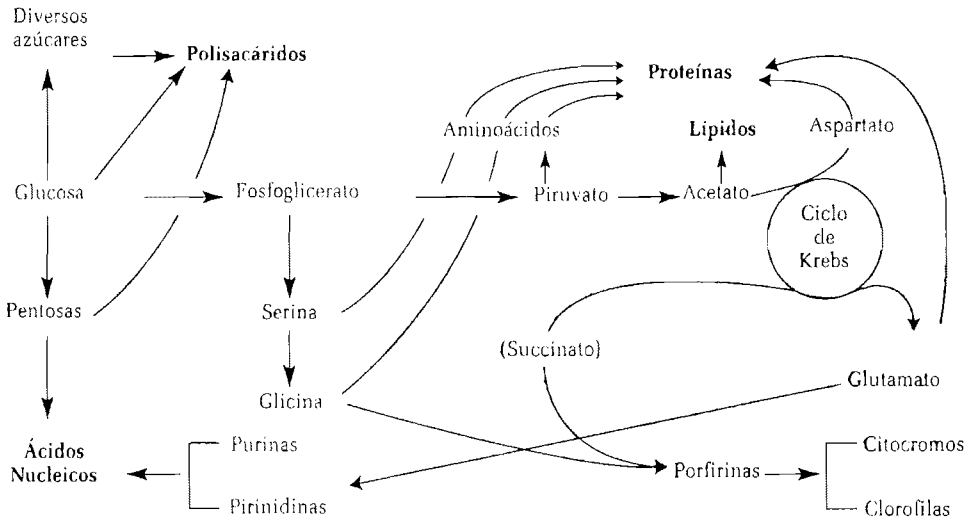 Diversos
azúcares
Polisacáridos
Proteínas
Aminoácidos
Lípidos
Aspartato
Glucosa
Fosfoglicerato
Piruvato
Acetato
Ciclo
de
Krebs
Pentosas
Serina
(Succinato)
Glutamato
Glicina
Ácidos
Nucleicos
Purinas
Pirinidinas
Porfirinas
Citocromos
Clorofilas